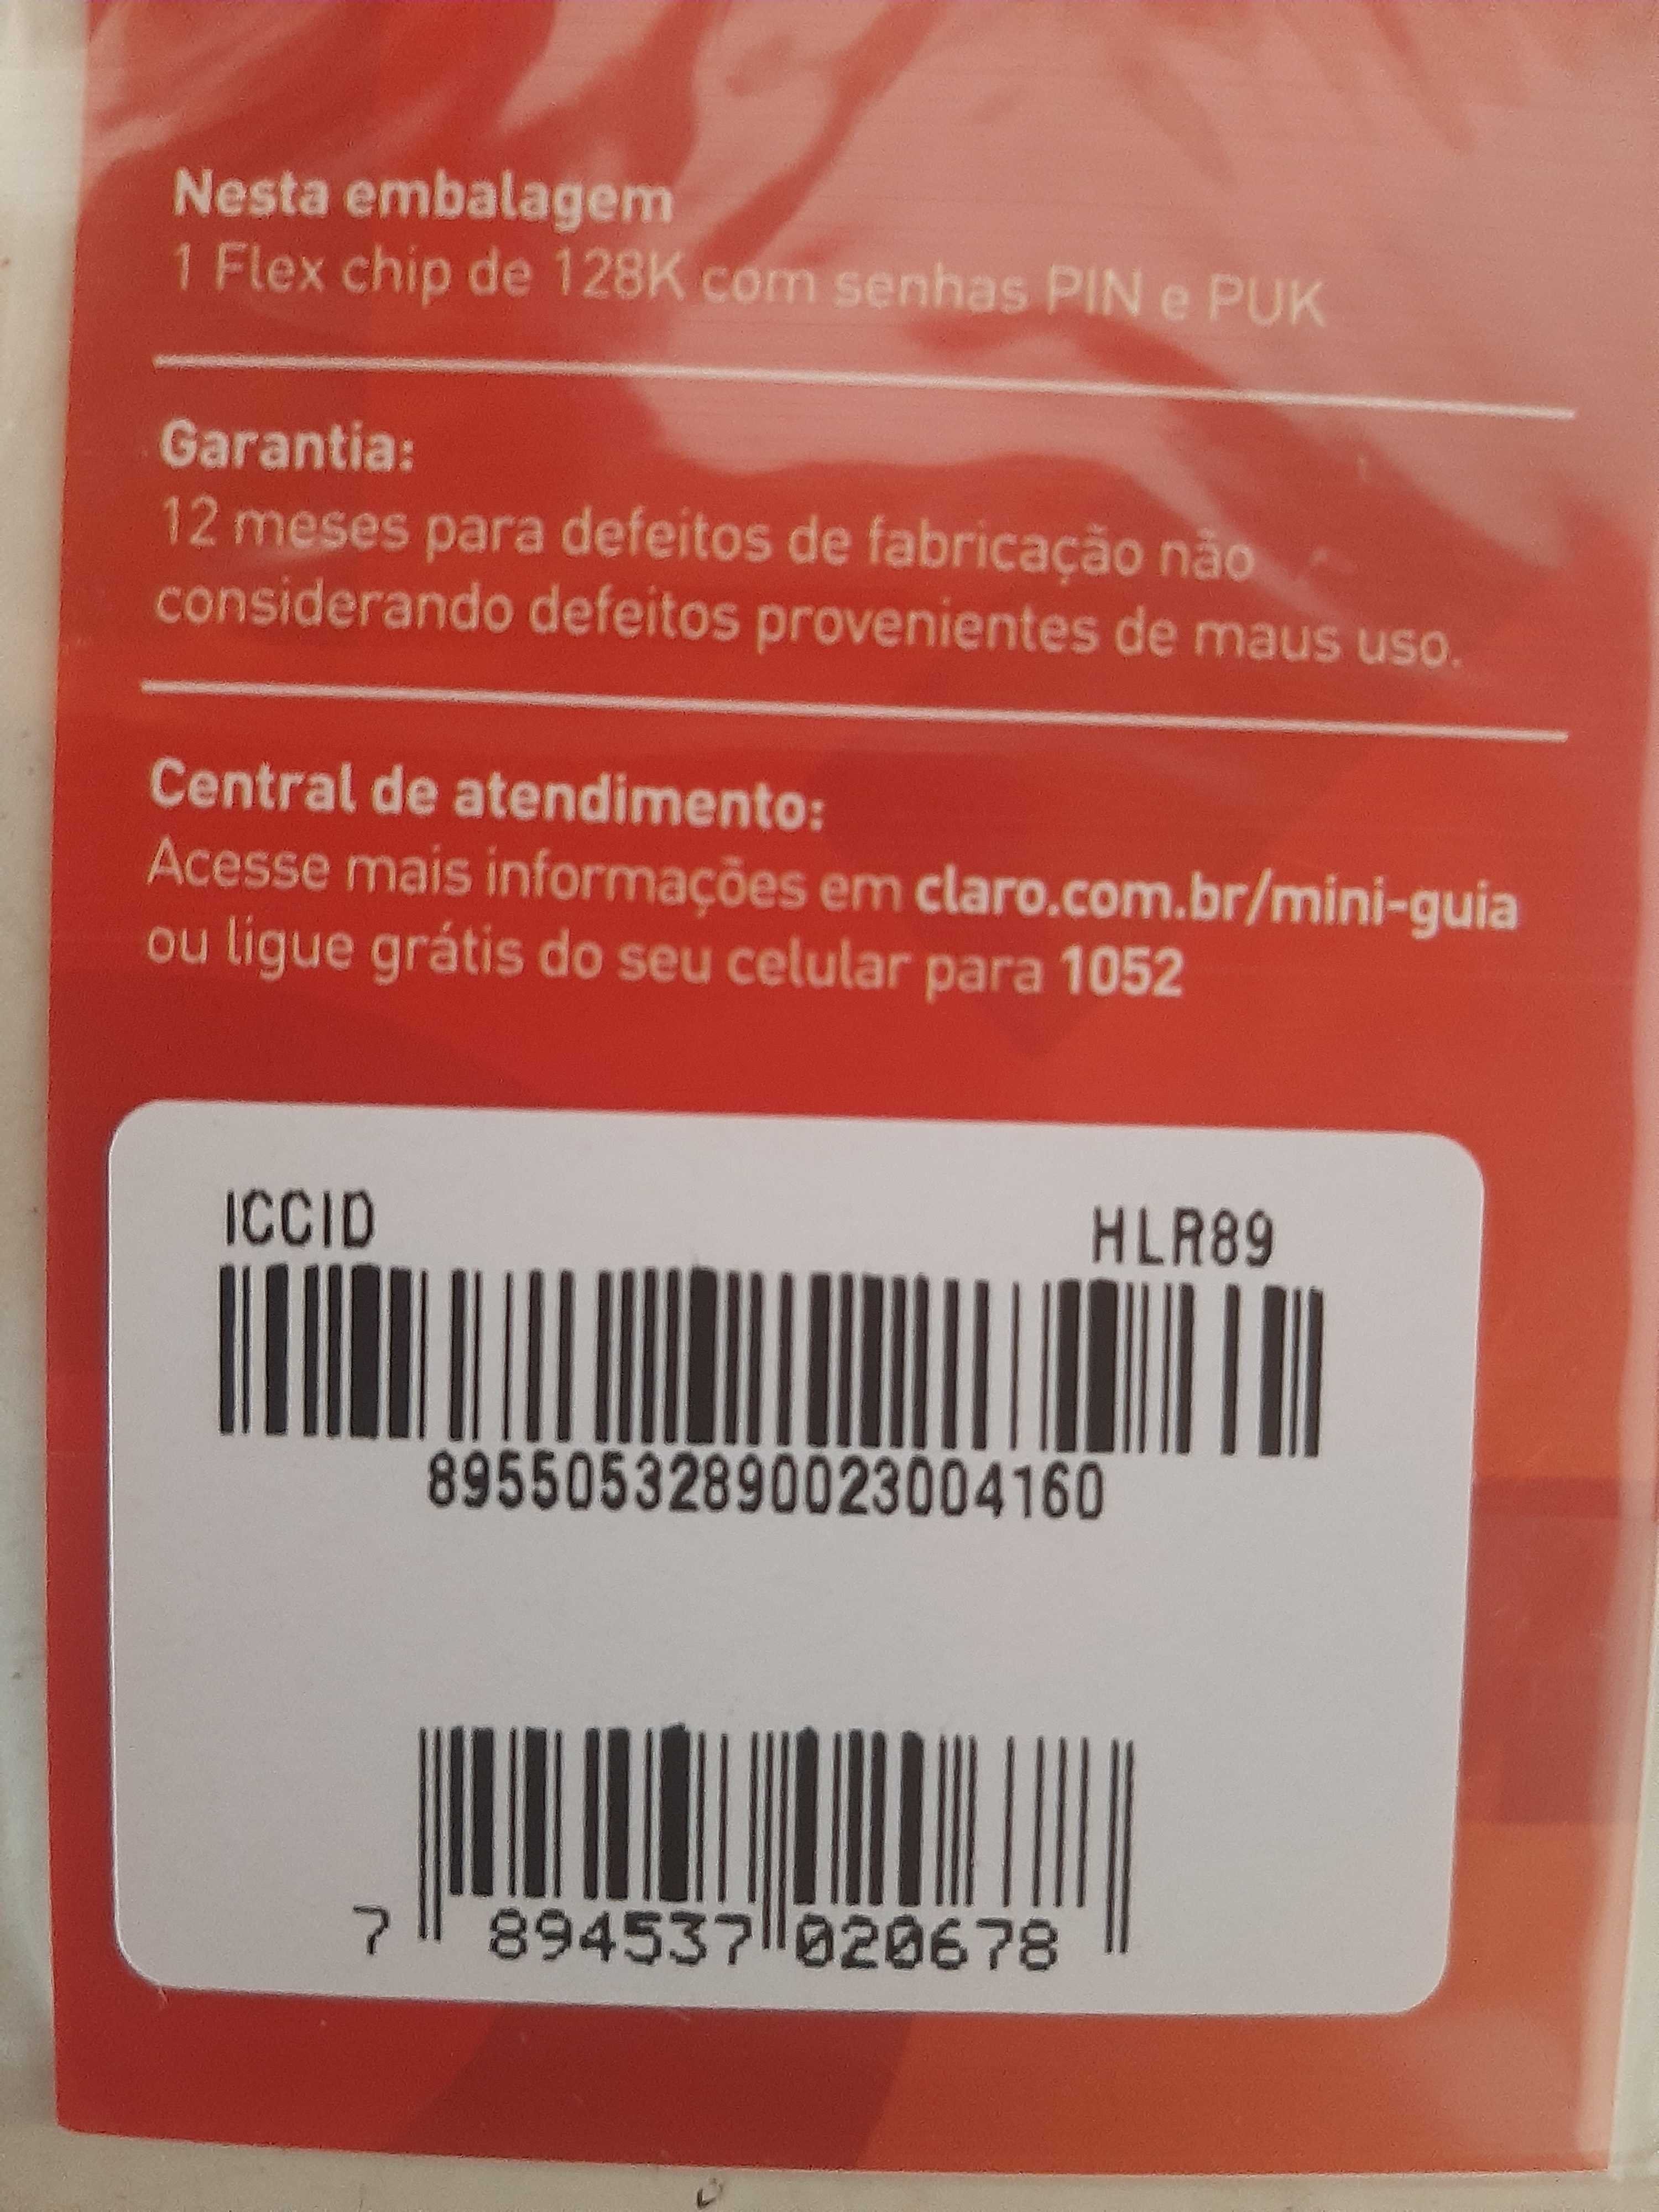 Nesta embalagem
1 Flex chip de 128K com senhas PIN e PUK
Garantia:
12 meses para defeitos de fabricação não
considerando defeitos provenientes de maus uso.
Central de atendimento:
Acesse mais informações em claro.com.br/mini-guia
ou ligue grátis do seu celular para 1052
ICCID HLR89
89550532890023004160
7 894537 020678